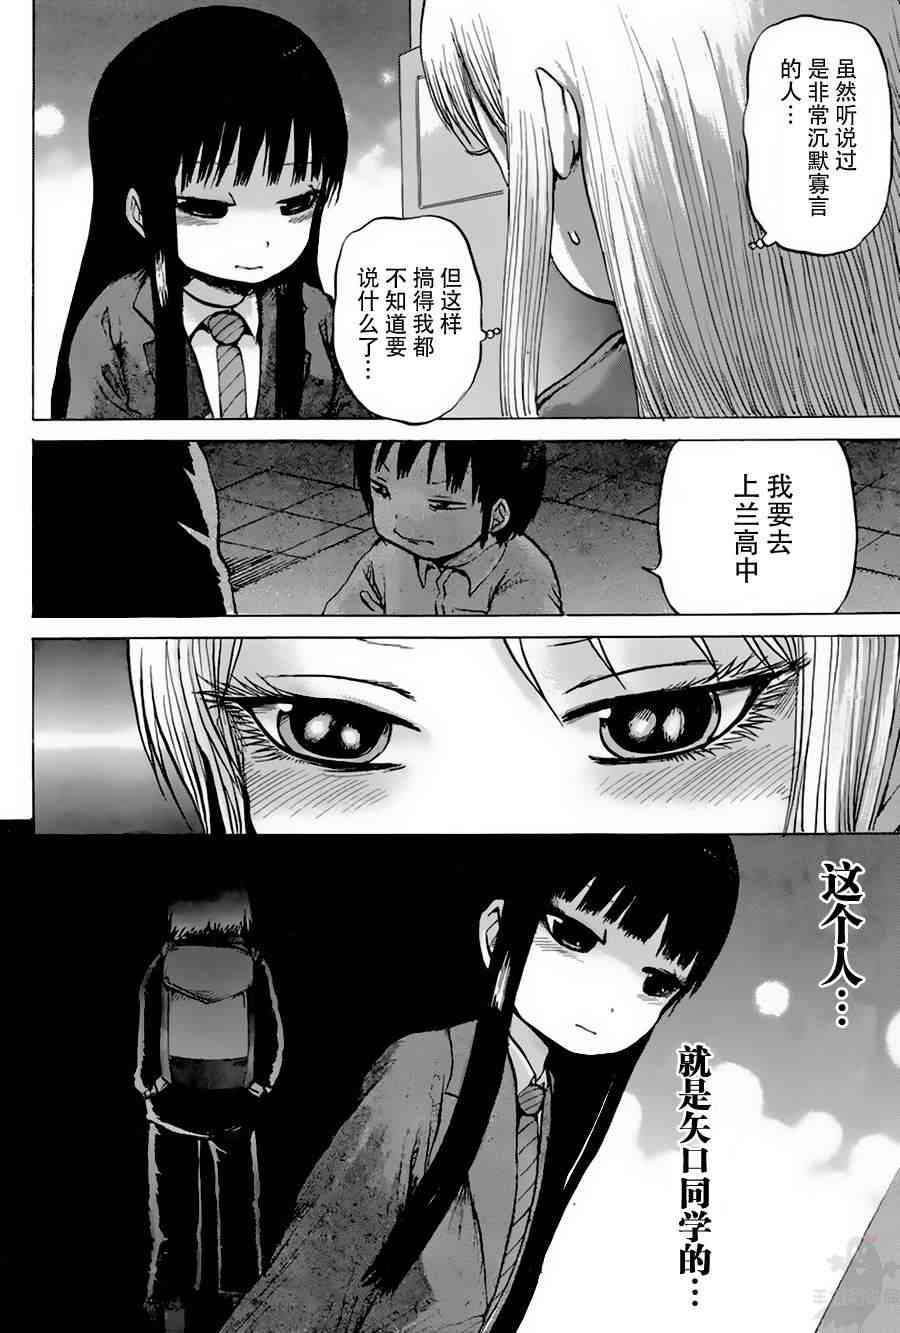 虽然听说过
是非常沉默寡言
的人…
但这样
搞得我都
不知道要
说什么了…
我要去
上兰高中
这个人…
就是矢口同学的…